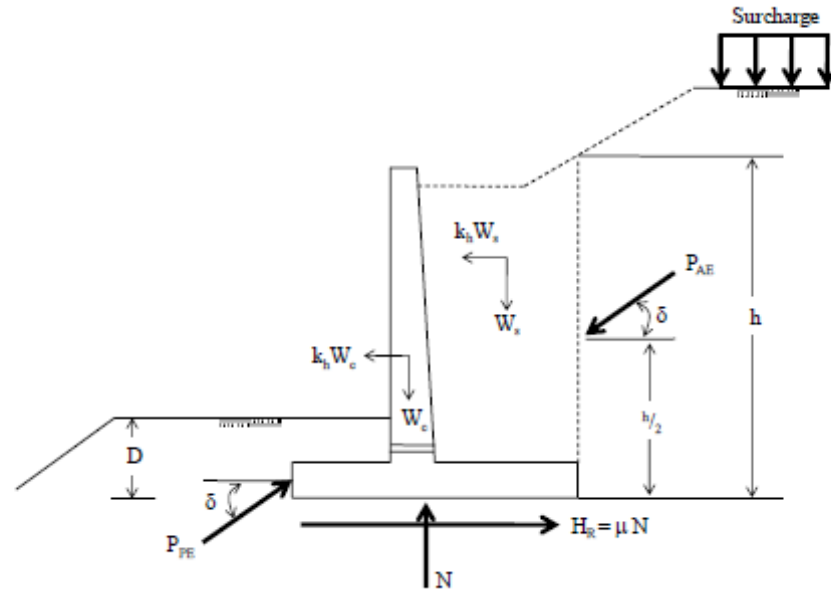 Surcharge
kₕWₛ
P_AE
δ
Wₛ
h
kₕW_c
h/2
W_c
D
δ
H_R = μ N
P_PE
N